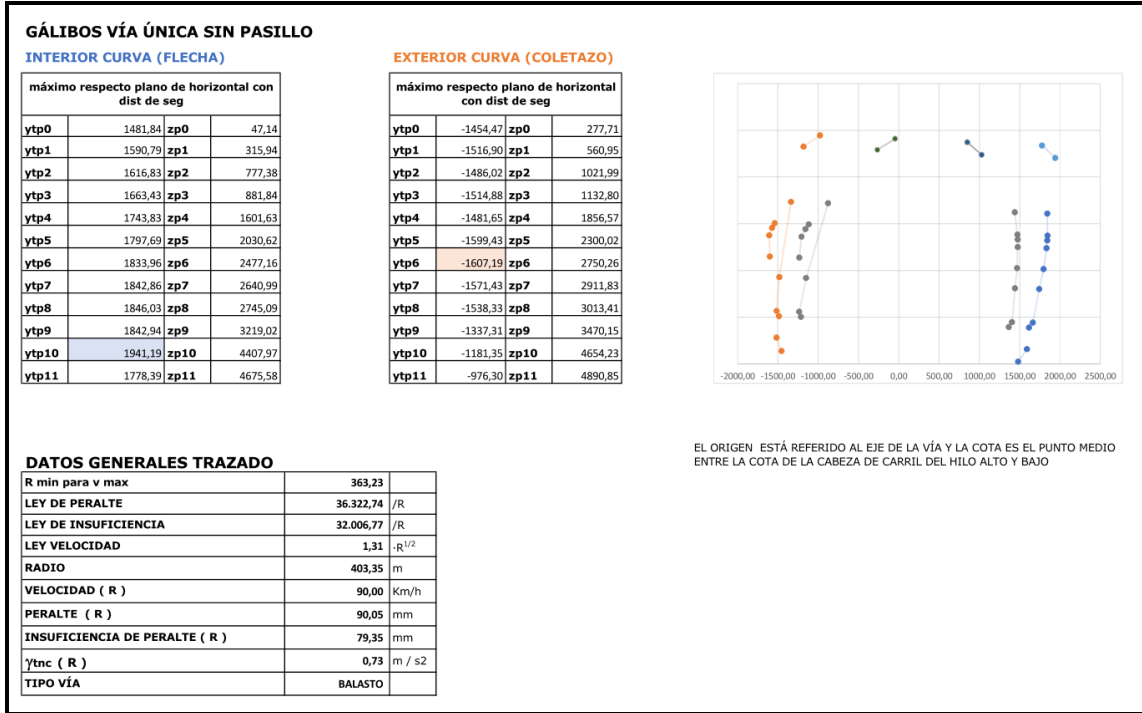 GÁLIBOS VÍA ÚNICA SIN PASILLO
INTERIOR CURVA (FLECHA)
máximo respecto plano de horizontal con
dist de seg
ytp0 1481,84 zp0 47,14
ytp1 1590,79 zp1 315,94
ytp2 1616,83 zp2 777,38
ytp3 1663,43 zp3 881,84
ytp4 1743,83 zp4 1601,63
ytp5 1797,69 zp5 2030,62
ytp6 1833,96 zp6 2477,16
ytp7 1842,86 zp7 2640,99
ytp8 1846,03 zp8 2745,09
ytp9 1842,94 zp9 3219,02
ytp10 1941,19 zp10 4407,97
ytp11 1778,39 zp11 4675,58
EXTERIOR CURVA (COLETAZO)
máximo respecto plano de horizontal
con dist de seg
ytp0 -1454,47 zp0 277,71
ytp1 -1516,90 zp1 560,95
ytp2 -1486,02 zp2 1021,99
ytp3 -1514,88 zp3 1132,80
ytp4 -1481,65 zp4 1856,57
ytp5 -1599,43 zp5 2300,02
ytp6 -1607,19 zp6 2750,26
ytp7 -1571,43 zp7 2911,83
ytp8 -1538,33 zp8 3013,41
ytp9 -1337,31 zp9 3470,15
ytp10 -1181,35 zp10 4654,23
ytp11 -976,30 zp11 4890,85
-2000,00 -1500,00 -1000,00 -500,00 0,00 500,00 1000,00 1500,00 2000,00 2500,00
EL ORIGEN ESTÁ REFERIDO AL EJE DE LA VÍA Y LA COTA ES EL PUNTO MEDIO
ENTRE LA COTA DE LA CABEZA DE CARRIL DEL HILO ALTO Y BAJO
DATOS GENERALES TRAZADO
R min para v max 363,23
LEY DE PERALTE 36.322,74 /R
LEY DE INSUFICIENCIA 32.006,77 /R
LEY VELOCIDAD 1,31 ·R1/2
RADIO 403,35 m
VELOCIDAD ( R ) 90,00 Km/h
PERALTE ( R ) 90,05 mm
INSUFICIENCIA DE PERALTE ( R ) 79,35 mm
γtnc ( R ) 0,73 m / s2
TIPO VÍA BALASTO